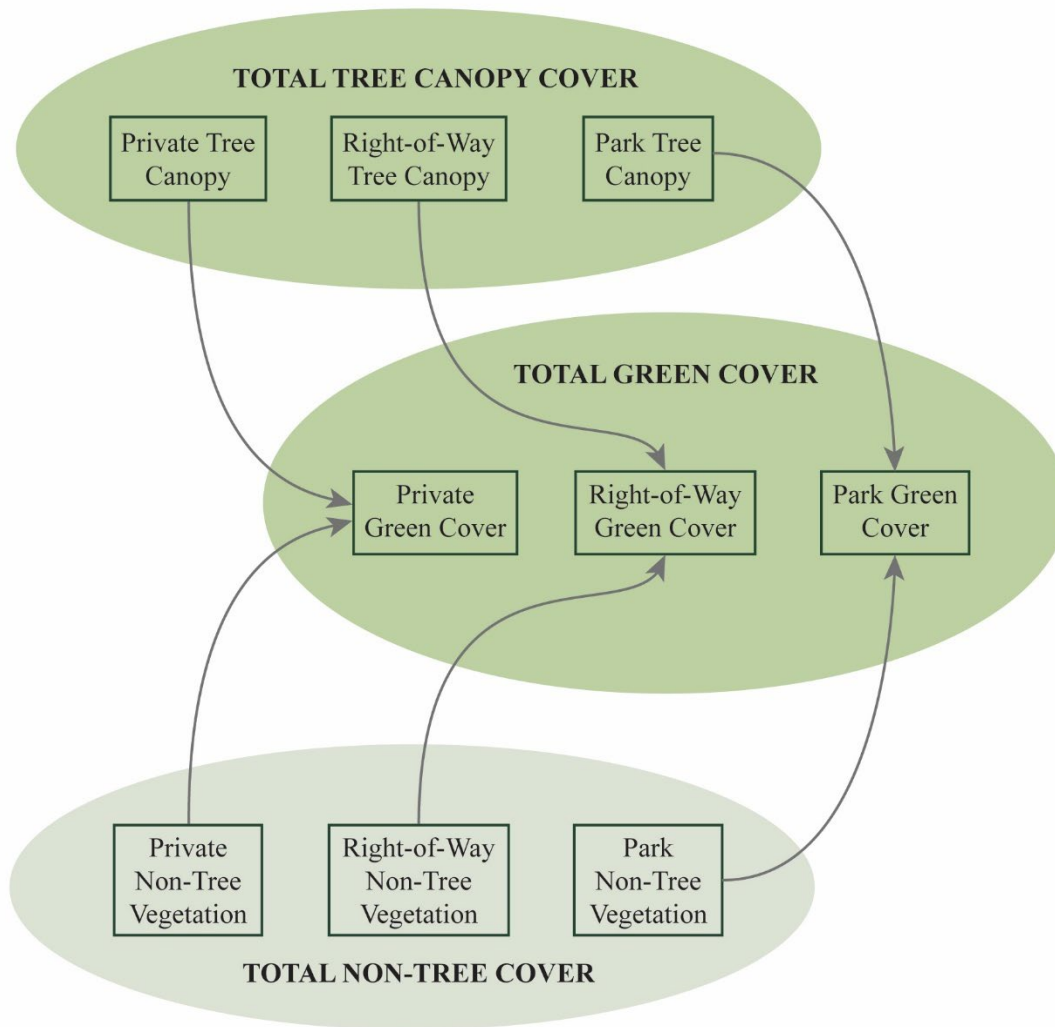 TOTAL TREE CANOPY COVER
Private Tree
Canopy
Right-of-Way
Tree Canopy
Park Tree
Canopy
TOTAL GREEN COVER
Private
Green Cover
Right-of-Way
Green Cover
Park Green
Cover
Private
Non-Tree
Vegetation
Right-of-Way
Non-Tree
Vegetation
Park
Non-Tree
Vegetation
TOTAL NON-TREE COVER